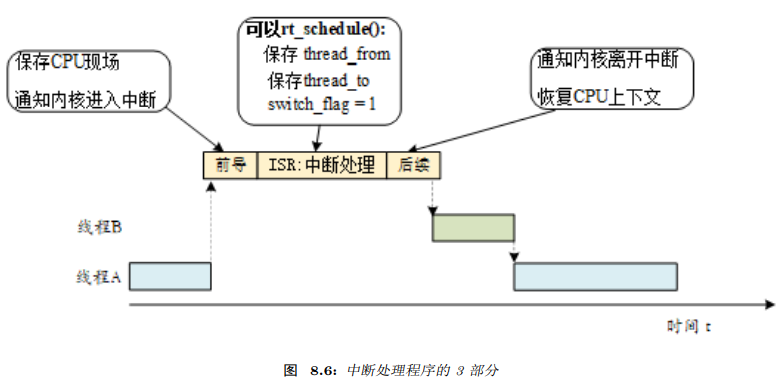 可以rt_schedule():
保存 thread_from
保存thread_to
switch_flag = 1
保存CPU现场
通知内核进入中断
通知内核离开中断
恢复CPU上下文
前导
ISR:中断处理
后续
线程B
线程A
时间 t
图 8.6: 中断处理程序的 3 部分